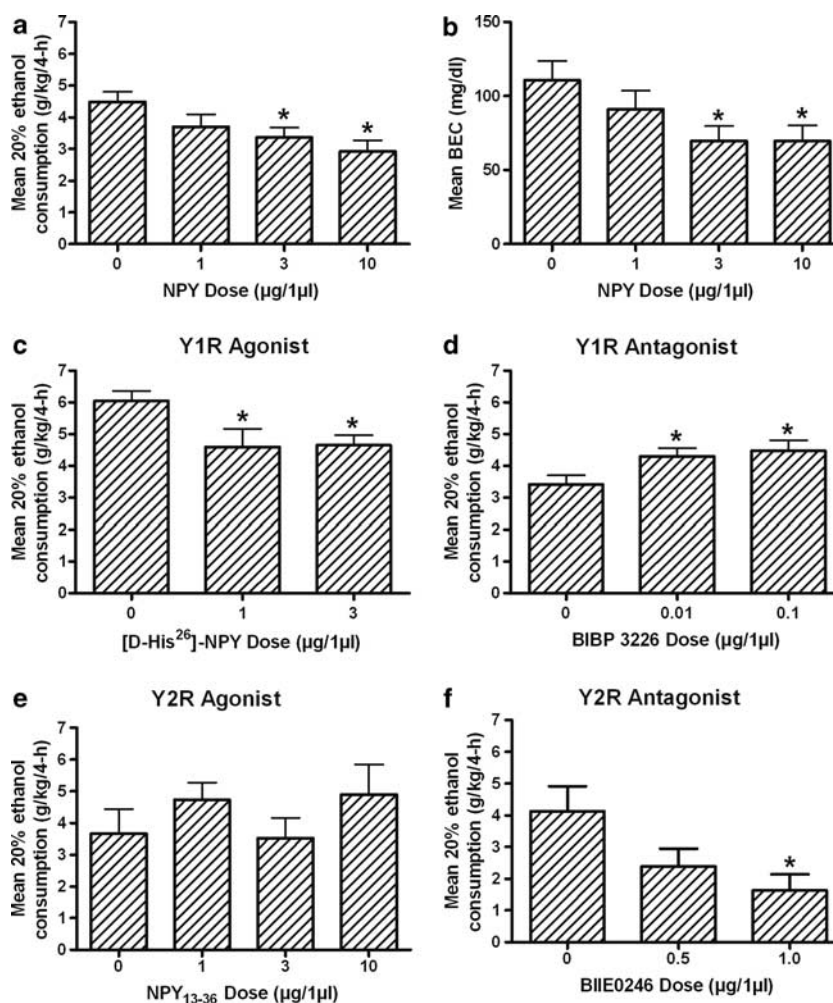 a
Mean 20% ethanol
consumption (g/kg/4-h)
7
6
5
4
3
2
1
0
*
*
0 1 3 10
NPY Dose (µg/1µl)
b
Mean BEC (mg/dl)
150
100
50
0
*
*
0 1 3 10
NPY Dose (µg/1µl)
c
Y1R Agonist
Mean 20% ethanol
consumption (g/kg/4-h)
7
6
5
4
3
2
1
0
*
*
0 1 3
[D-His²⁶]-NPY Dose (µg/1µl)
d
Y1R Antagonist
Mean 20% ethanol
consumption (g/kg/4-h)
7
6
5
4
3
2
1
0
*
*
0 0.01 0.1
BIBP 3226 Dose (µg/1µl)
e
Y2R Agonist
Mean 20% ethanol
consumption (g/kg/4-h)
7
6
5
4
3
2
1
0
0 1 3 10
NPY₁₃₋₃₆ Dose (µg/1µl)
f
Y2R Antagonist
Mean 20% ethanol
consumption (g/kg/4-h)
7
6
5
4
3
2
1
0
*
0 0.5 1.0
BIIE0246 Dose (µg/1µl)